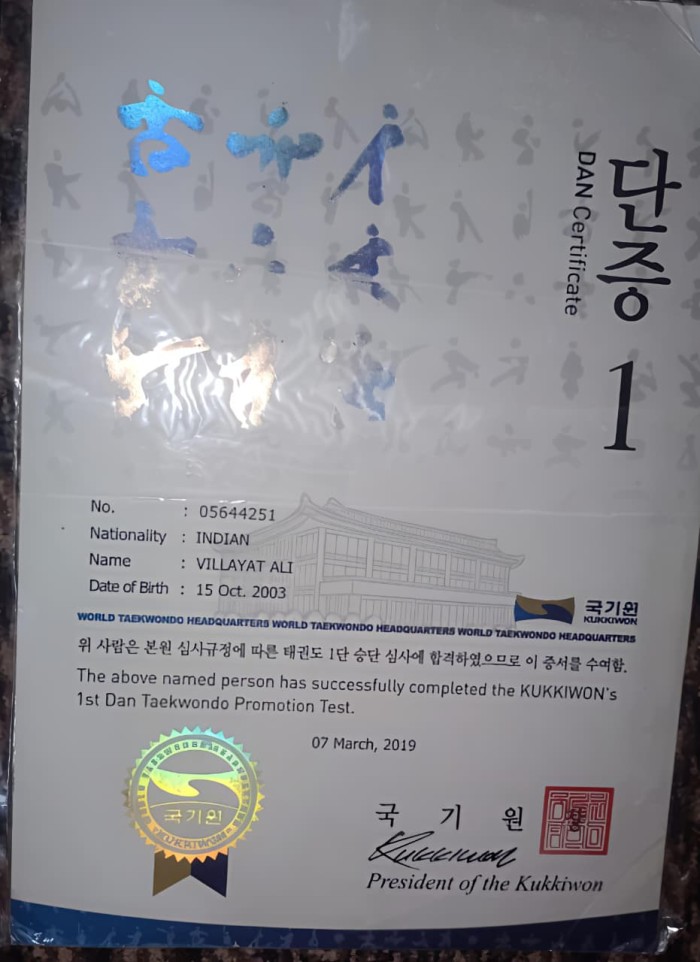 단증
DAN Certificate
1
No. : 05644251
Nationality : INDIAN
Name : VILLAYAT ALI
Date of Birth : 15 Oct. 2003
국기원
KUKKIWON
WORLD TAEKWONDO HEADQUARTERS WORLD TAEKWONDO HEADQUARTERS WORLD TAEKWONDO HEADQUARTERS
위 사람은 본원 심사규정에 따른 태권도 1단 승단 심사에 합격하였으므로 이 증서를 수여함.
The above named person has successfully completed the KUKKIWON's
1st Dan Taekwondo Promotion Test.
07 March, 2019
국기원
KUKKIWON
국 기 원
Kukkiwon
President of the Kukkiwon